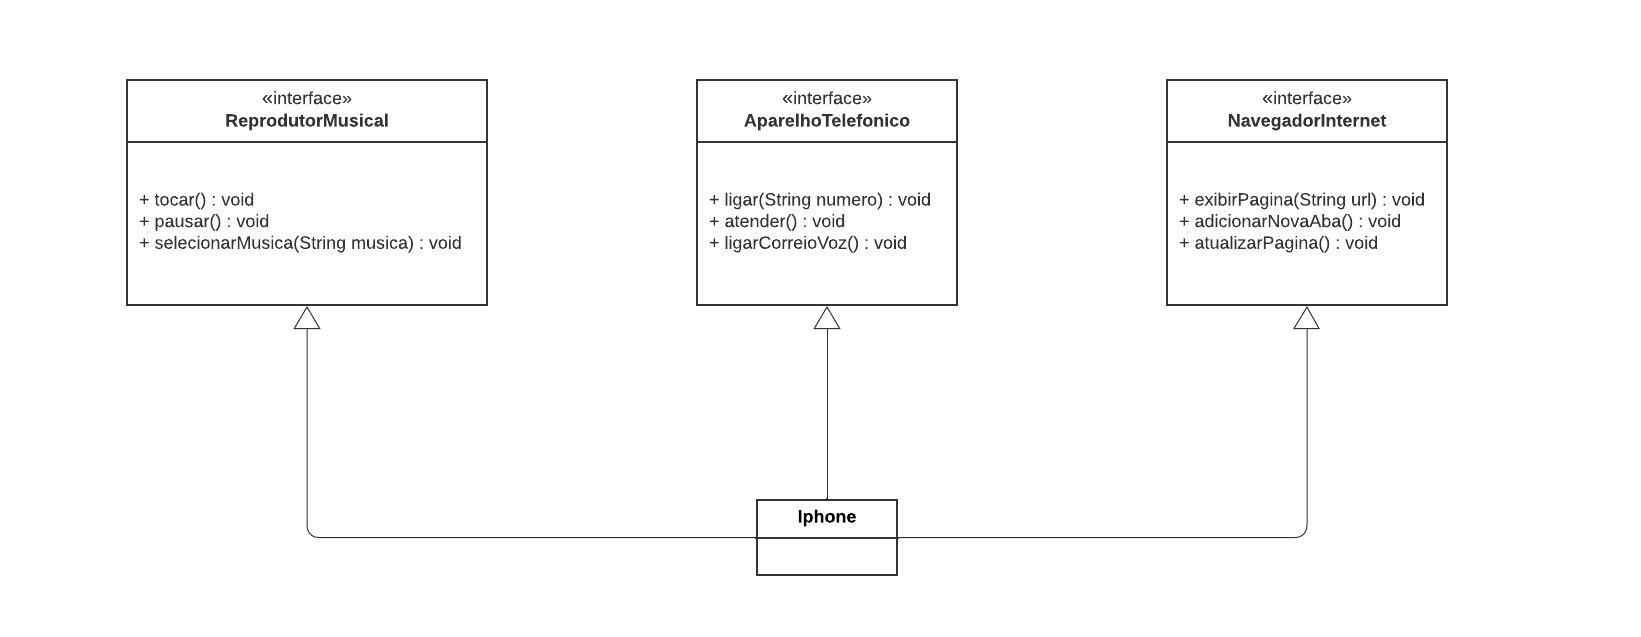 «interface»
ReprodutorMusical
+ tocar() : void
+ pausar() : void
+ selecionarMusica(String musica) : void
«interface»
AparelhoTelefonico
+ ligar(String numero) : void
+ atender() : void
+ ligarCorreioVoz() : void
«interface»
NavegadorInternet
+ exibirPagina(String url) : void
+ adicionarNovaAba() : void
+ atualizarPagina() : void
Iphone